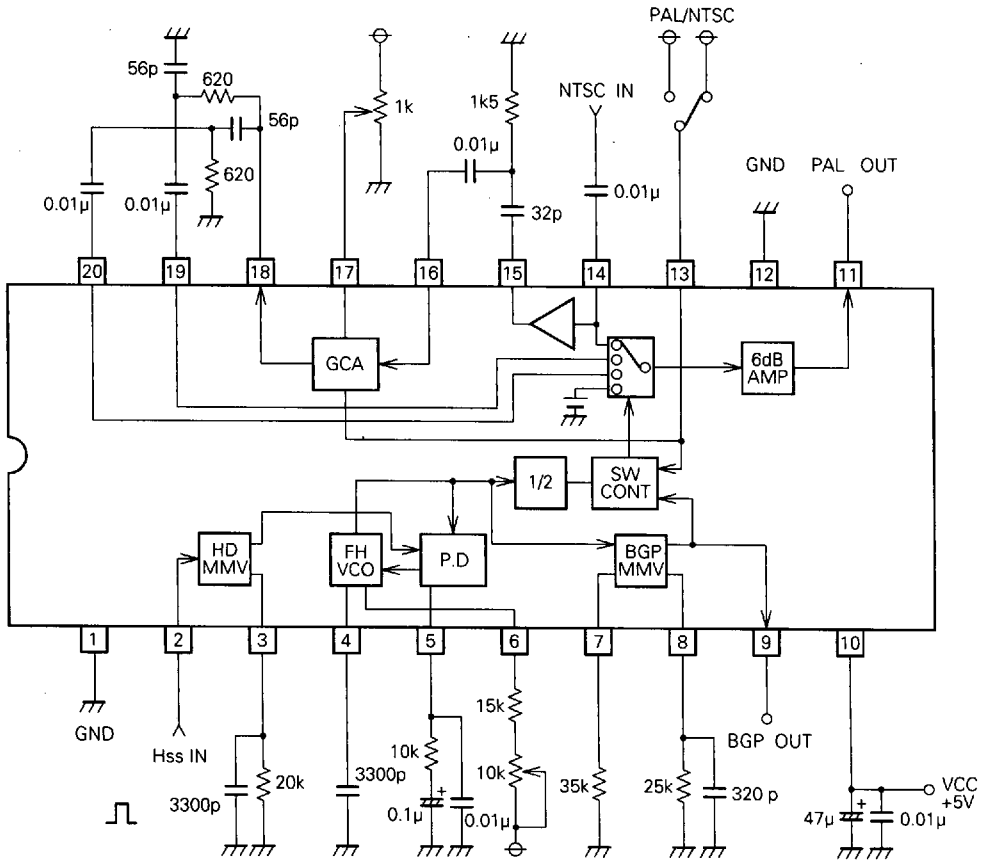 PAL/NTSC
56p
620
1k
1k5
NTSC IN
56p
0.01µ
GND PAL OUT
620
0.01µ
0.01µ
32p
0.01µ
20 19 18 17 16 15 14 13 12 11
GCA
6dB
AMP
1/2
SW
CONT
HD
MMV
FH
VCO
P.D
BGP
MMV
1 2 3 4 5 6 7 8 9 10
GND
Hss IN
15k
BGP OUT
3300p
20k
3300p
10k
0.1µ
+
0.01µ
10k
35k
25k
320 p
47µ
+
0.01µ
VCC
+5V